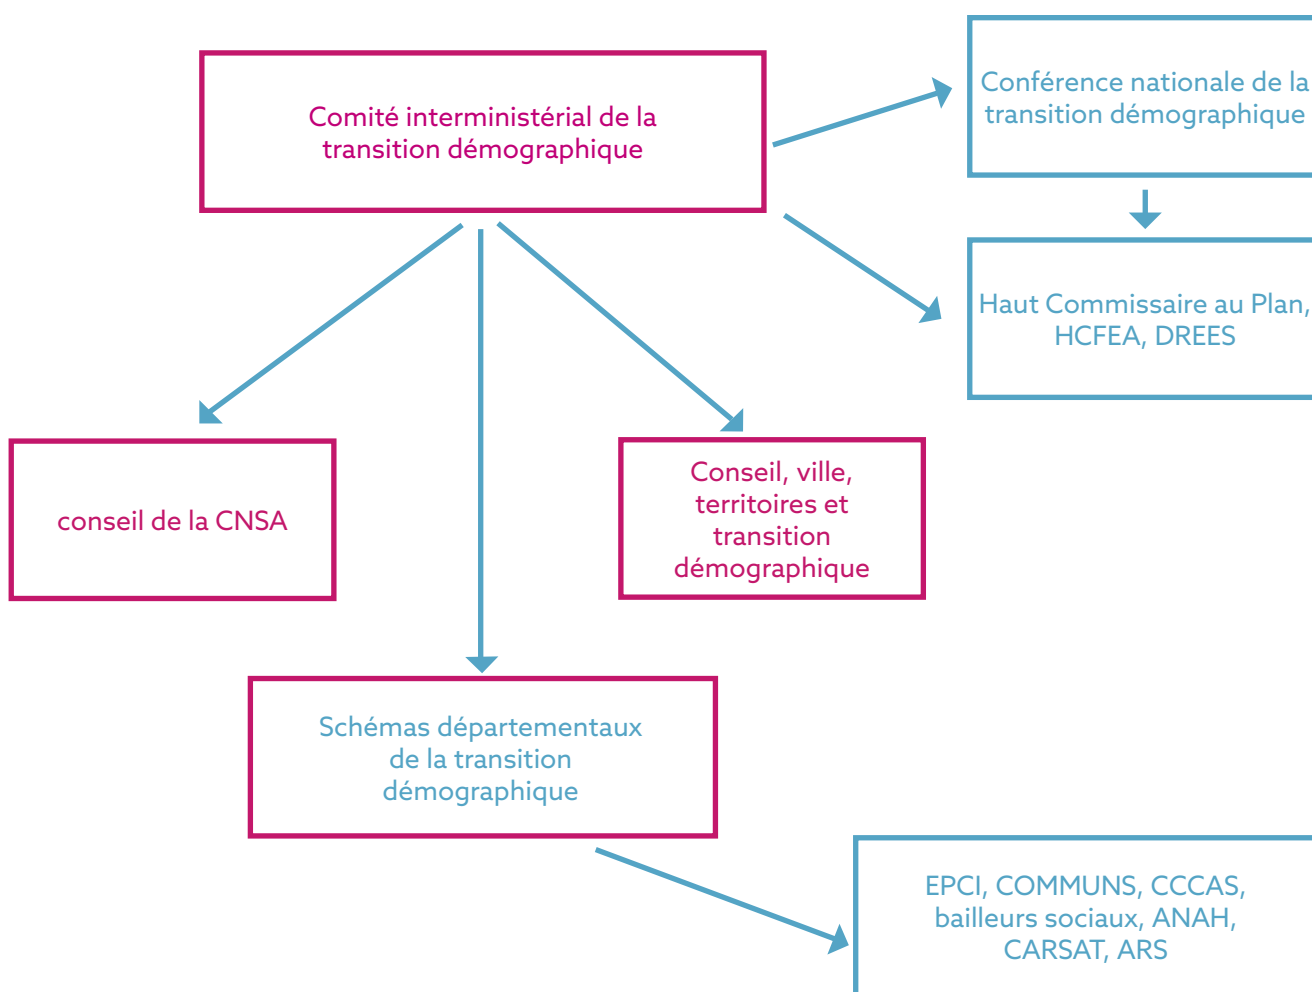 Comité interministérial de la
transition démographique
Conférence nationale de la
transition démographique
Haut Commissaire au Plan,
HCFEA, DREES
conseil de la CNSA
Conseil, ville,
territoires et
transition
démographique
Schémas départementaux
de la transition
démographique
EPCI, COMMUNS, CCCAS,
bailleurs sociaux, ANAH,
CARSAT, ARS